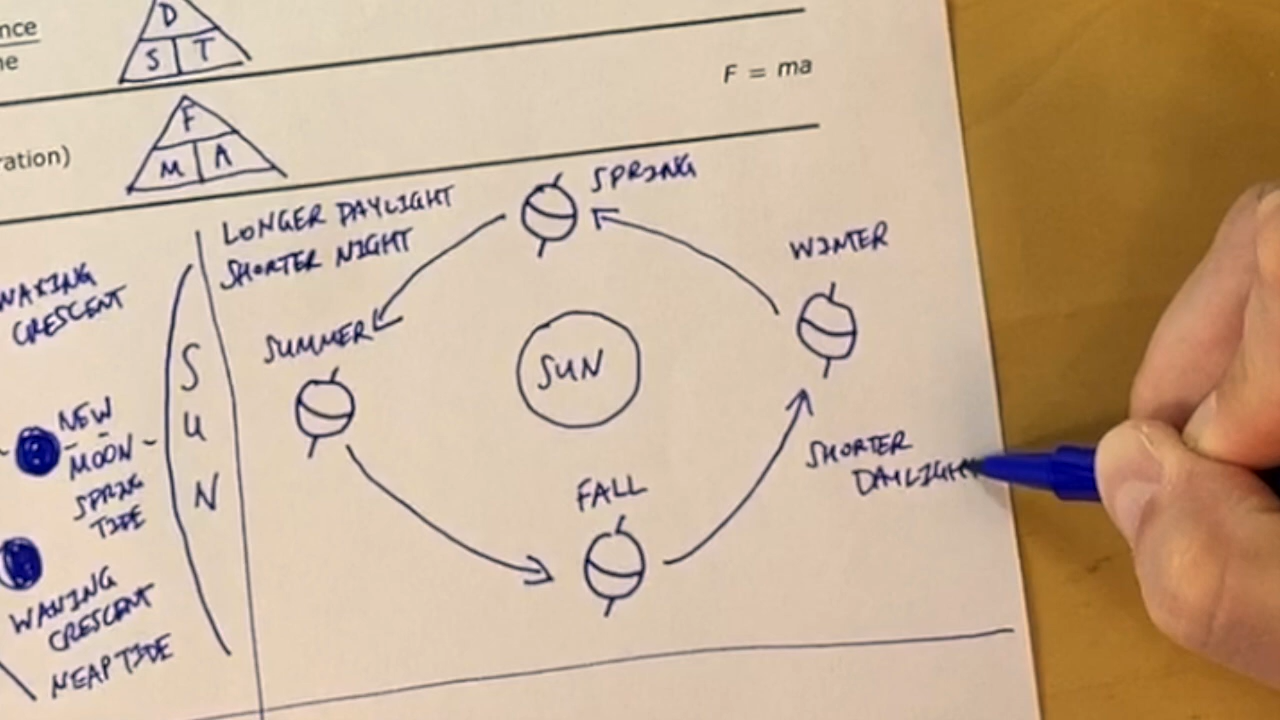 nce
ne
D
S T
F = ma
ration)
F
M A
LONGER DAYLIGHT
SHORTER NIGHT
SPRING
WINTER
SUMMER
SUN
FALL
SHORTER
DAYLIGH
WAXING
CRESCENT
NEW
MOON
SPRING
TIDE
WANING
CRESCENT
NEAP TIDE
S
U
N